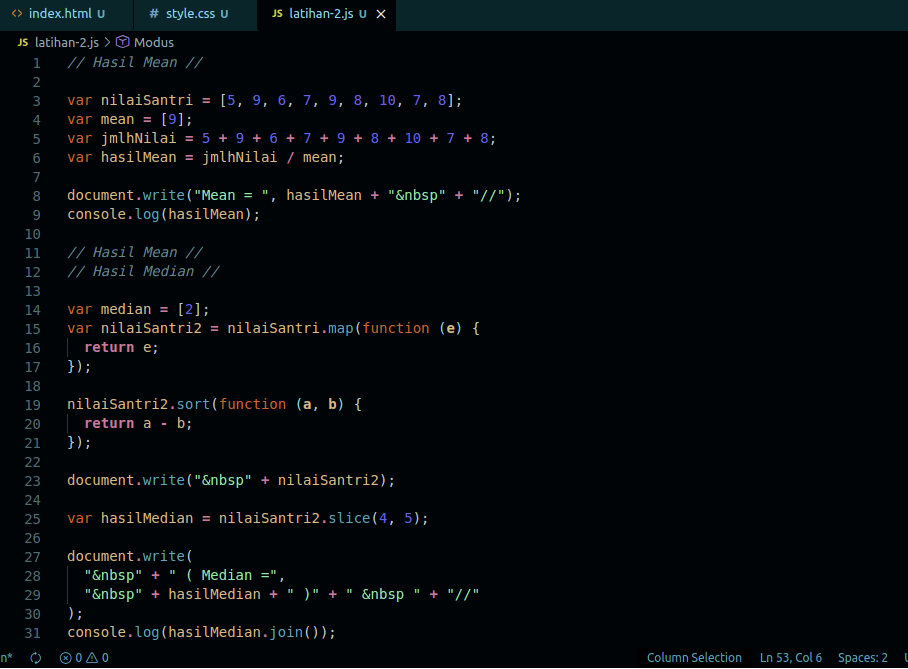 <> index.html U # style.css U JS latihan-2.js U ×
JS latihan-2.js > Modus
1 // Hasil Mean //
2
3 var nilaiSantri = [5, 9, 6, 7, 9, 8, 10, 7, 8];
4 var mean = [9];
5 var jmlhNilai = 5 + 9 + 6 + 7 + 9 + 8 + 10 + 7 + 8;
6 var hasilMean = jmlhNilai / mean;
7
8 document.write("Mean = ", hasilMean + "&nbsp" + "//");
9 console.log(hasilMean);
10
11 // Hasil Mean //
12 // Hasil Median //
13
14 var median = [2];
15 var nilaiSantri2 = nilaiSantri.map(function (e) {
16   return e;
17 });
18
19 nilaiSantri2.sort(function (a, b) {
20   return a - b;
21 });
22
23 document.write("&nbsp" + nilaiSantri2);
24
25 var hasilMedian = nilaiSantri2.slice(4, 5);
26
27 document.write(
28   "&nbsp" + " ( Median =",
29   "&nbsp" + hasilMedian + " )" + " &nbsp " + "//"
30 );
31 console.log(hasilMedian.join());
n* 0 0 Column Selection Ln 53, Col 6 Spaces: 2